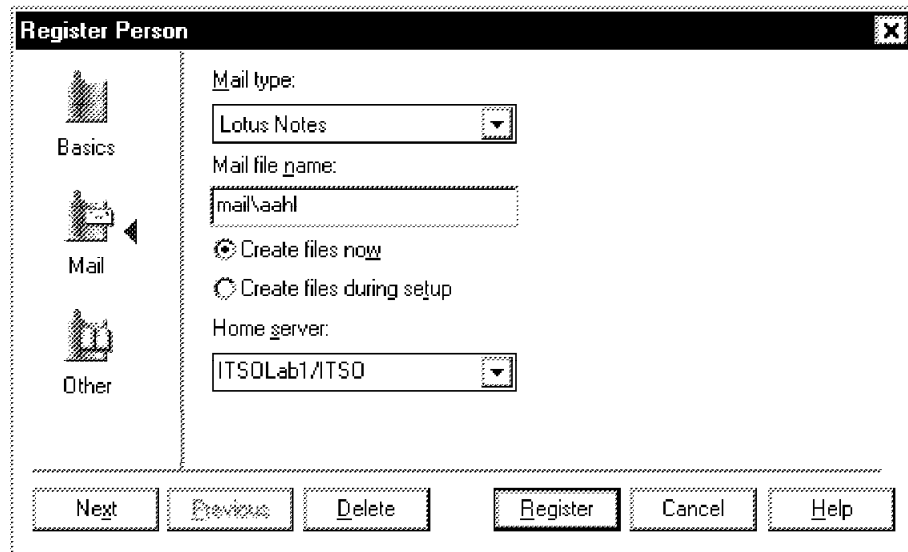 Register Person
Basics
Mail
Other
Mail type:
Lotus Notes
Mail file name:
mail\aahl
Create files now
Create files during setup
Home server:
ITSOLab1/ITSO
Next
Previous
Delete
Register
Cancel
Help